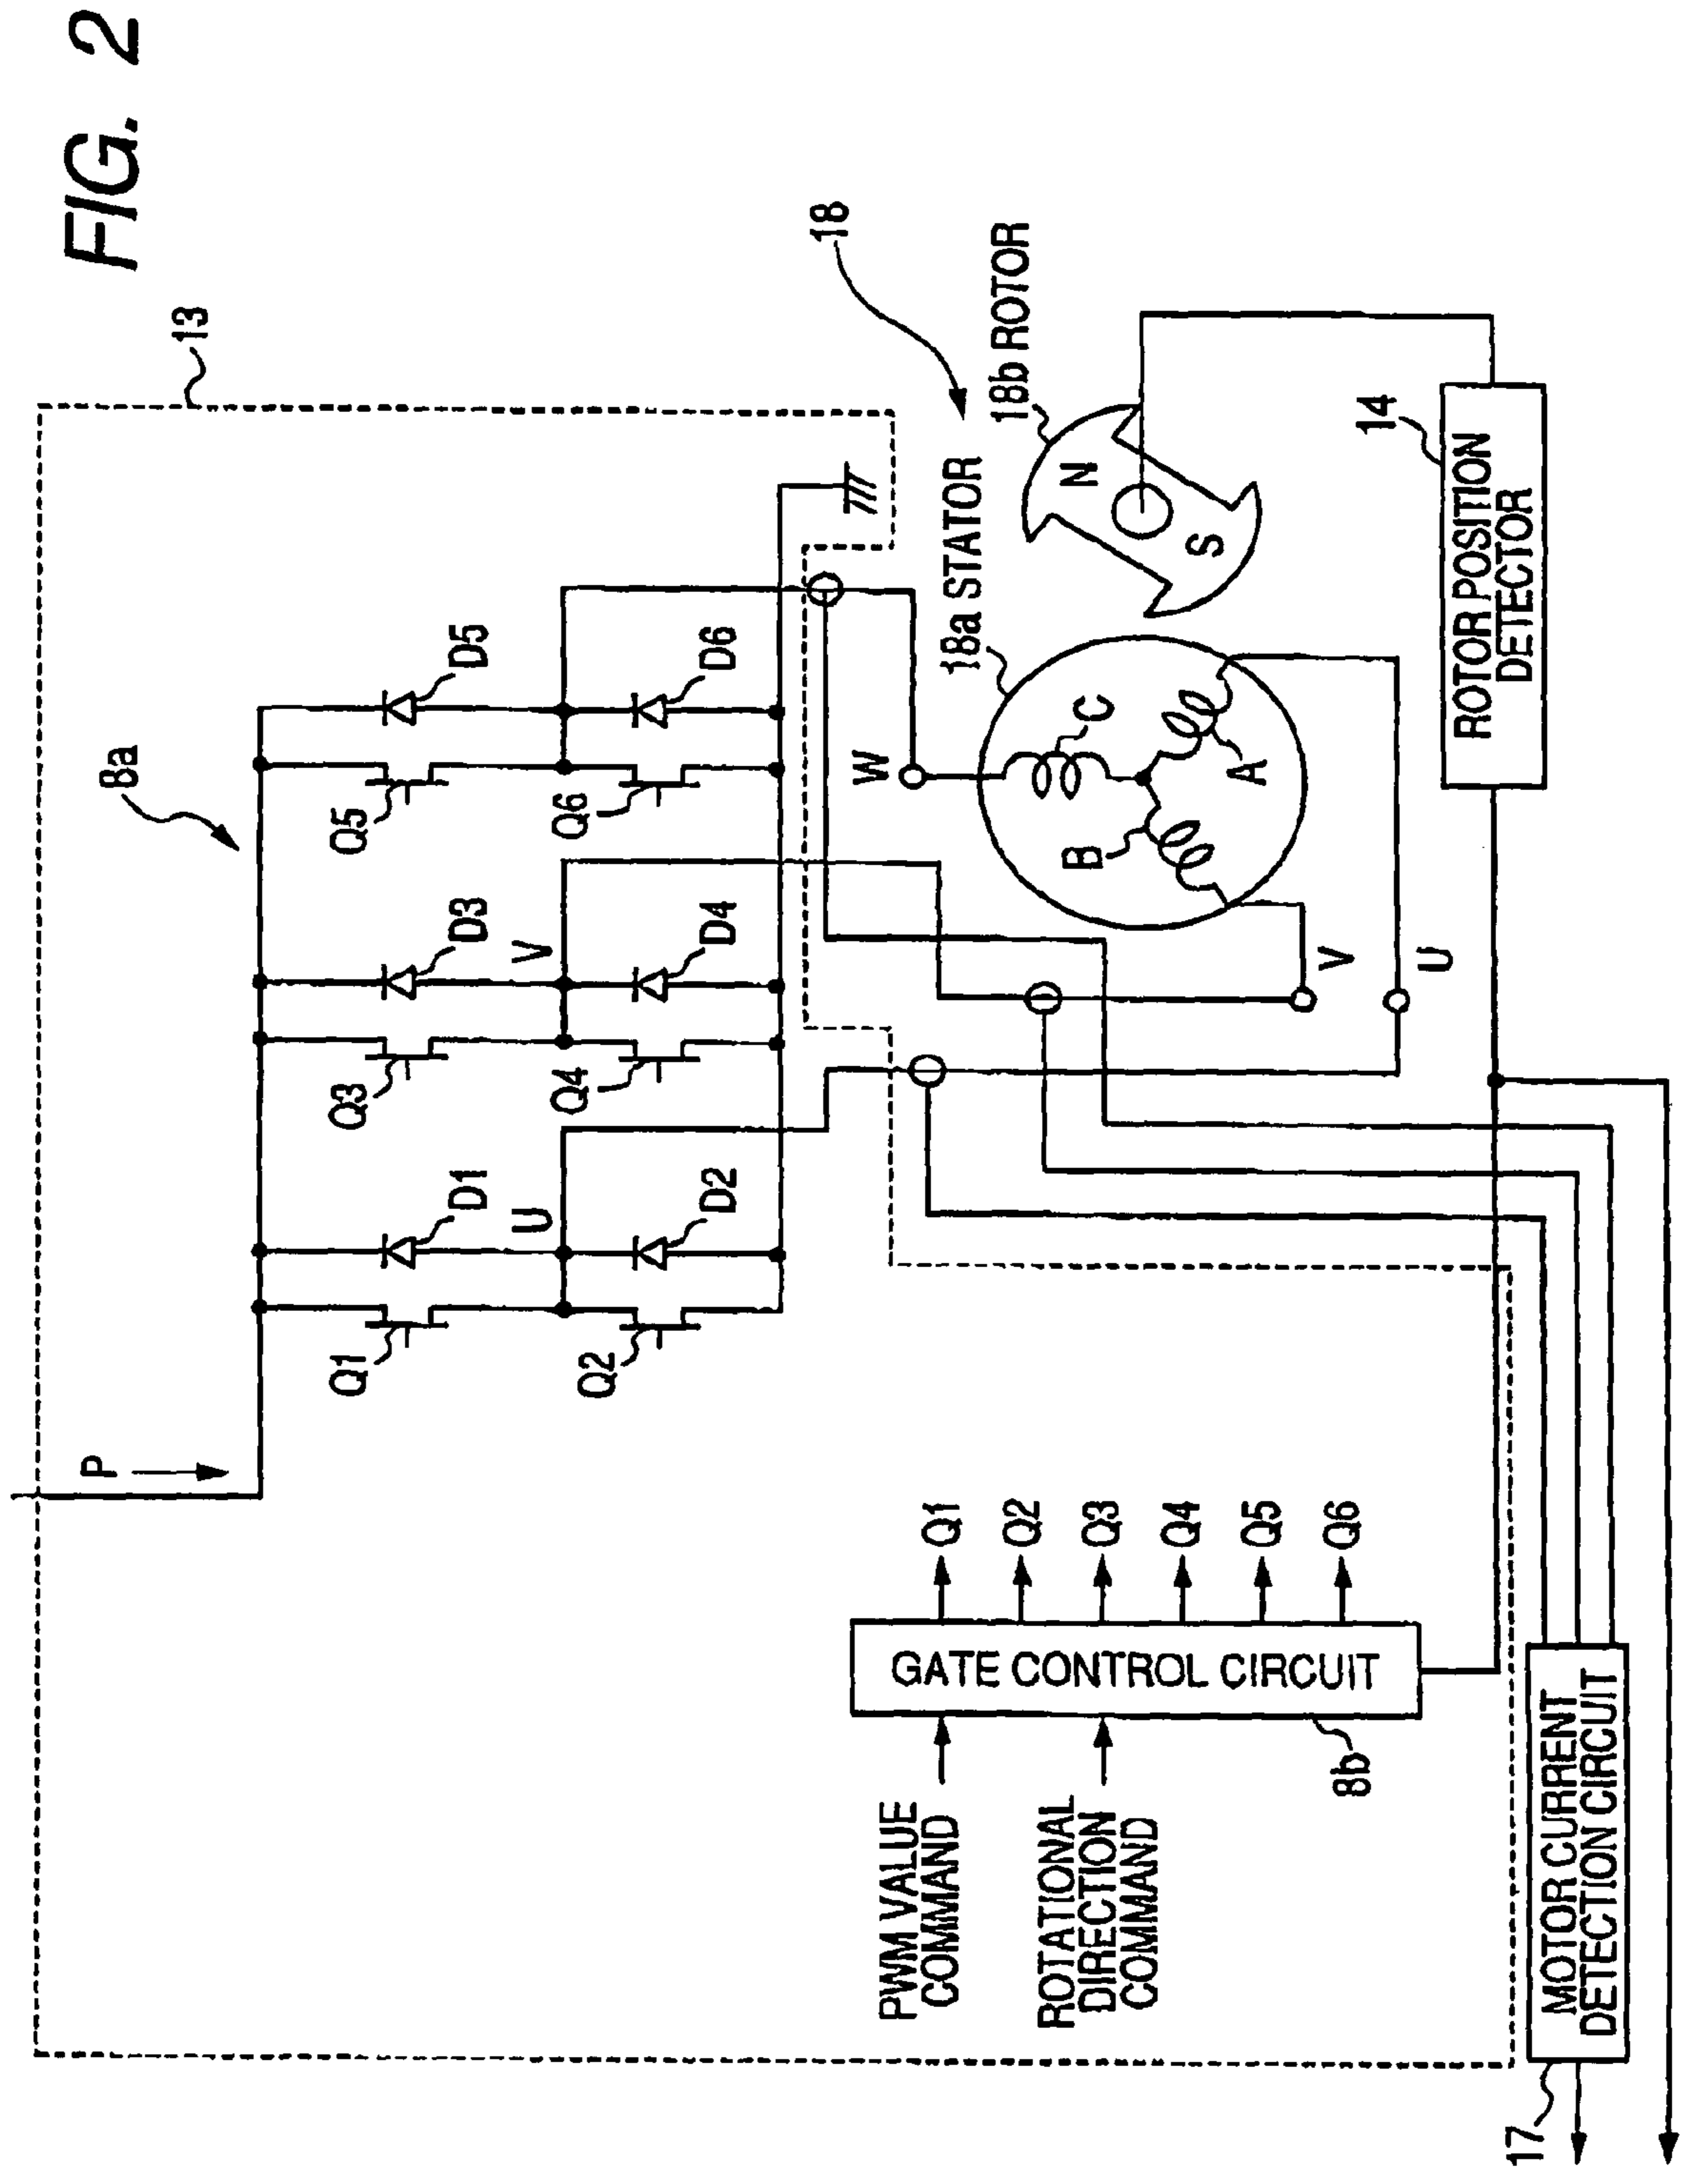 FIG. 2
13
8a
P
Q1
D1
Q3
D3
Q5
D5
U
V
Q2
D2
Q4
D4
Q6
D6
18
W
18a STATOR
18b ROTOR
C
B
A
N
S
V
U
PWM VALUE
COMMAND
ROTATIONAL
DIRECTION
COMMAND
GATE CONTROL CIRCUIT
8b
Q1
Q2
Q3
Q4
Q5
Q6
14
ROTOR POSITION
DETECTOR
17
MOTOR CURRENT
DETECTION CIRCUIT